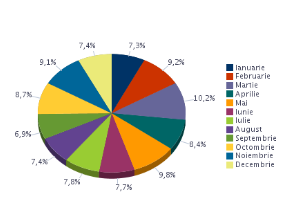 7,4%
7,3%
9,1%
9,2%
8,7%
10,2%
6,9%
8,4%
7,4%
9,8%
7,8%
7,7%
Ianuarie
Februarie
Martie
Aprilie
Mai
Iunie
Iulie
August
Septembrie
Octombrie
Noiembrie
Decembrie